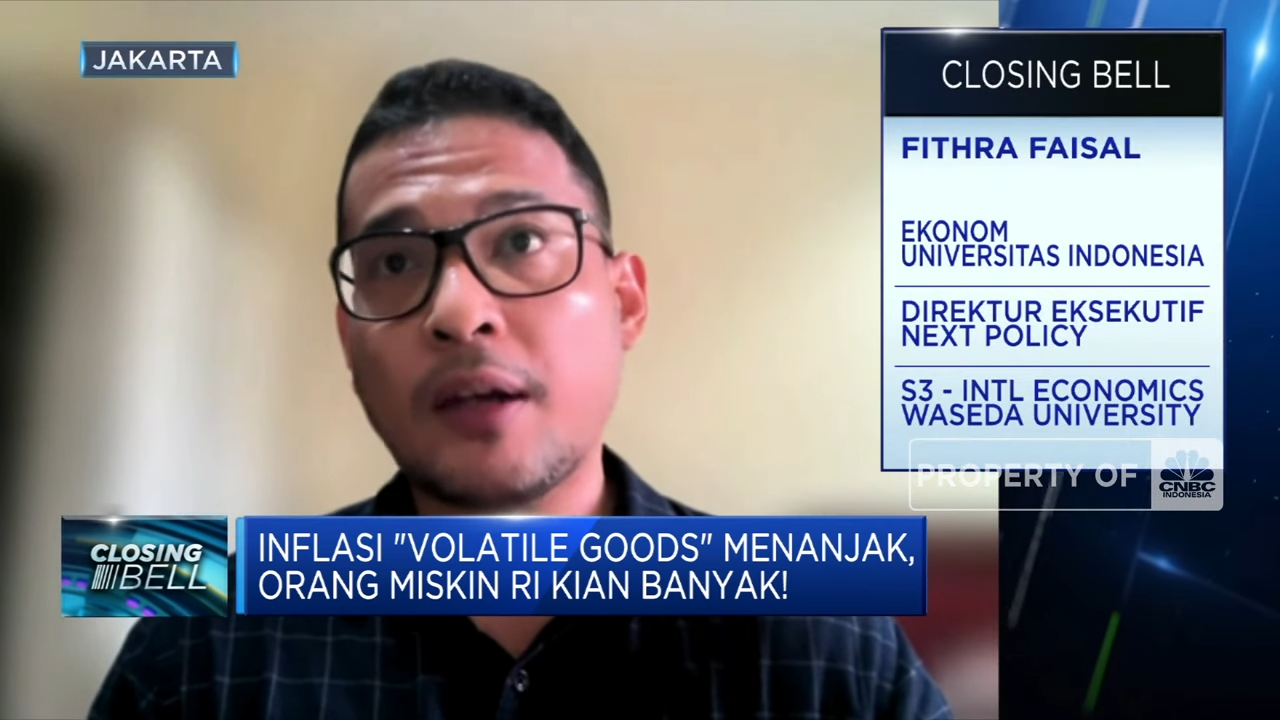 JAKARTA
CLOSING BELL
FITHRA FAISAL
EKONOM
UNIVERSITAS INDONESIA
DIREKTUR EKSEKUTIF
NEXT POLICY
S3 - INTL ECONOMICS
WASEDA UNIVERSITY
PROPERTY OF
CNBC
INDONESIA
CLOSING
BELL
INFLASI "VOLATILE GOODS" MENANJAK,
ORANG MISKIN RI KIAN BANYAK!